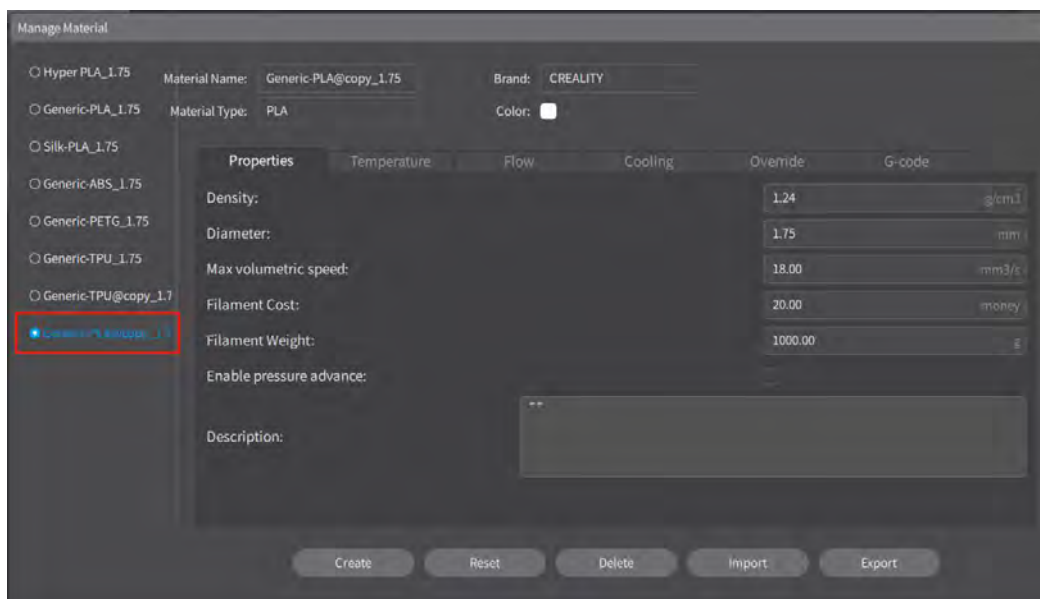 Manage Material
Hyper PLA_1.75
Generic-PLA_1.75
Silk-PLA_1.75
Generic-ABS_1.75
Generic-PETG_1.75
Generic-TPU_1.75
Generic-TPU@copy_1.7
Material Name: Generic-PLA@copy_1.75 Brand: CREALITY
Material Type: PLA Color:
Properties Temperature Flow Cooling Override G-code
Density: 1.24 g/cm3
Diameter: 1.75 mm
Max volumetric speed: 18.00 mm3/s
Filament Cost: 20.00 money
Filament Weight: 1000.00 g
Enable pressure advance:
Description: ""
Create Reset Delete Import Export